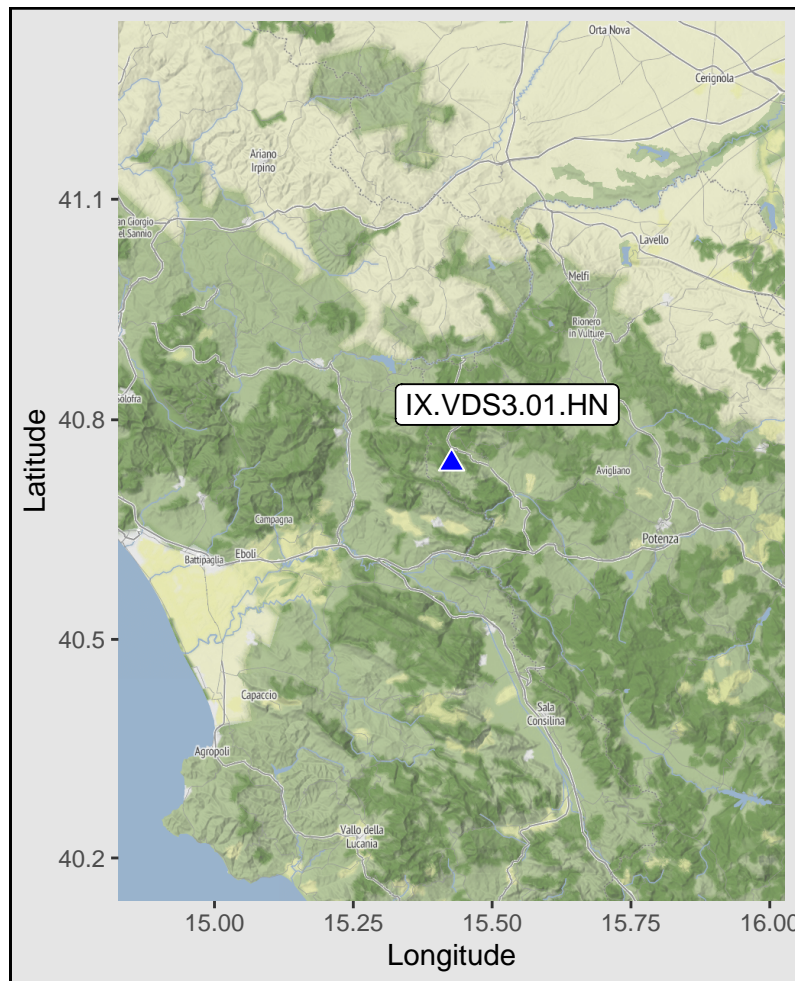 Orta Nova
Cerignola
Ariano
Irpino
41.1
an Giorgio
el Sannio
Lavello
Melfi
Rionero
in Vulture
40.8
Solofra
IX.VDS3.01.HN
Avigliano
Campagna
Potenza
Battipaglia
Eboli
40.5
Capaccio
Sala
Consilina
Agropoli
Vallo della
Lucania
40.2
Latitude
15.00
15.25
15.50
15.75
16.00
Longitude